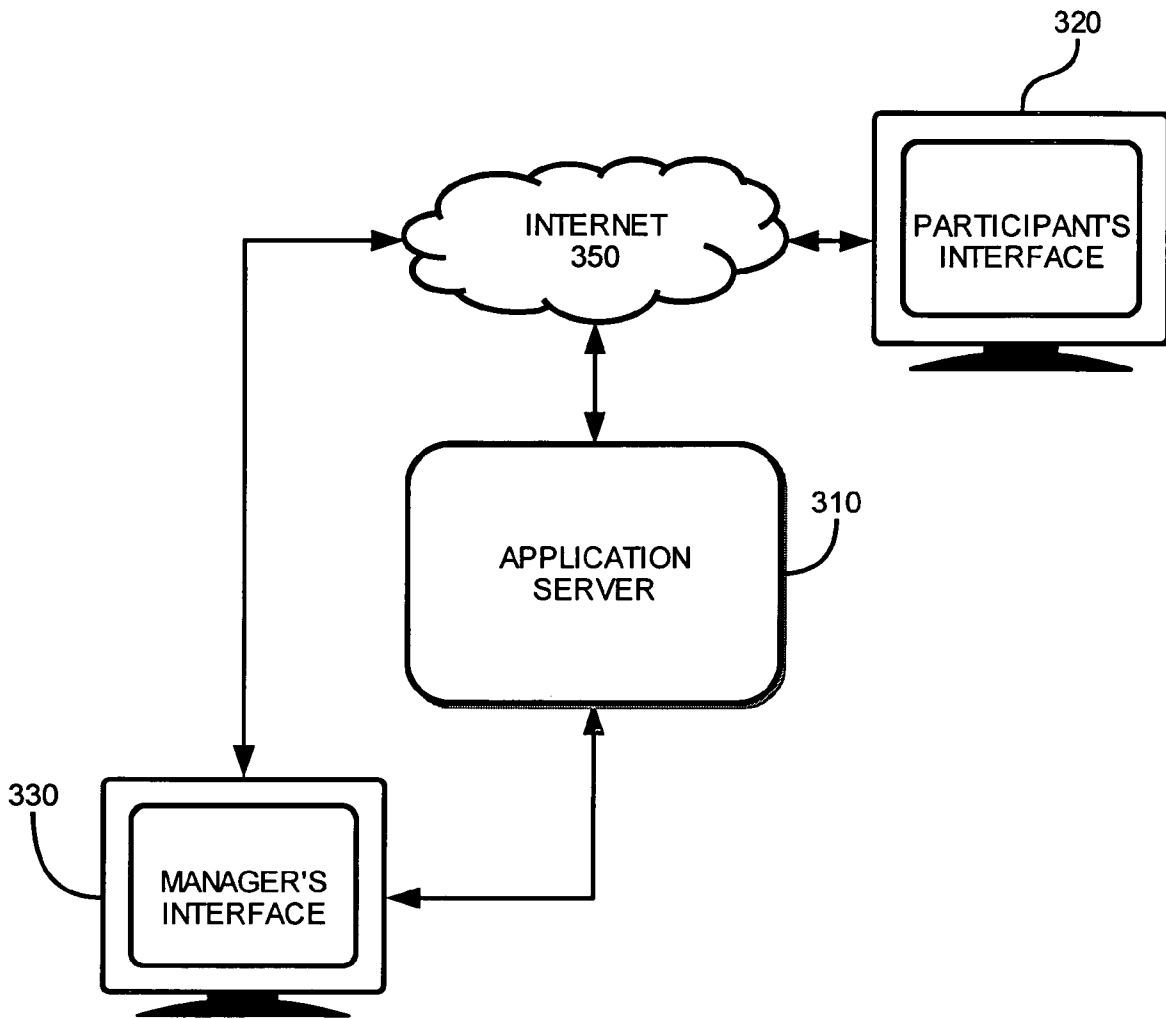 320
INTERNET
350
PARTICIPANT'S
INTERFACE
310
APPLICATION
SERVER
330
MANAGER'S
INTERFACE